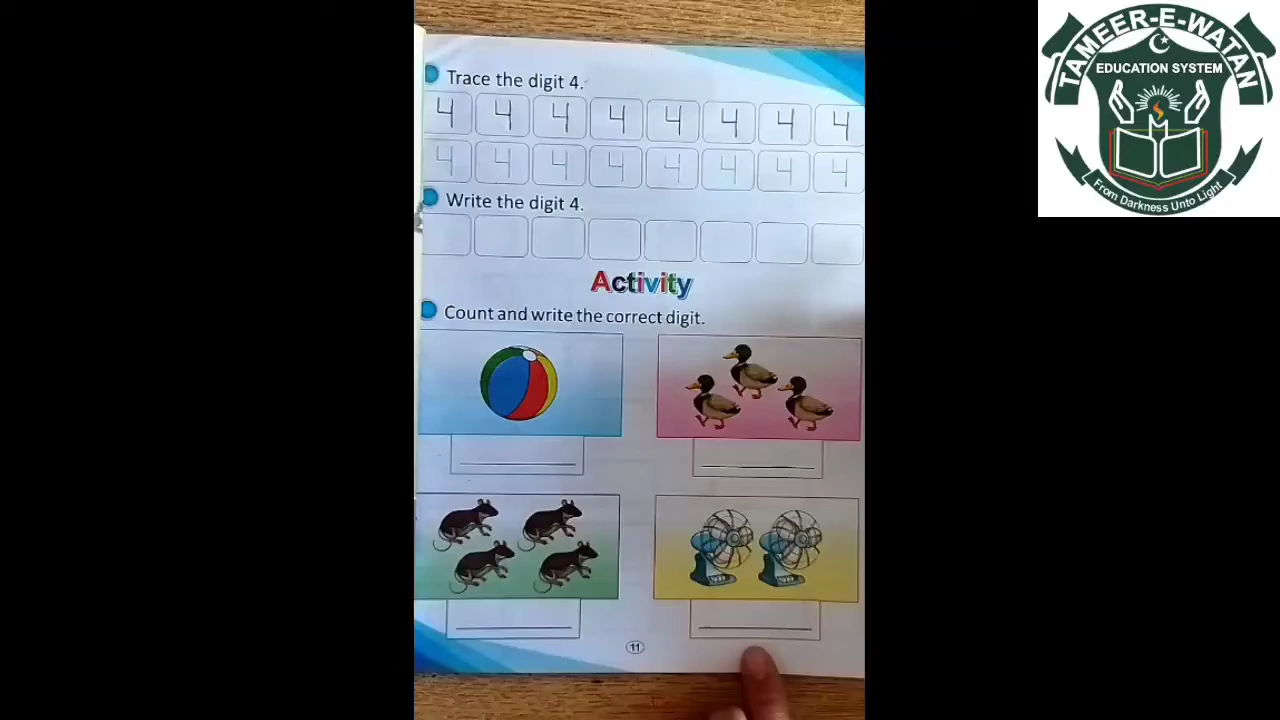 Trace the digit 4.
4 4 4 4 4 4 4 4
4 4 4 4 4 4 4 4
Write the digit 4.
Activity
Count and write the correct digit.
11
TAMEER-E-WATAN
EDUCATION SYSTEM
From Darkness Unto Light